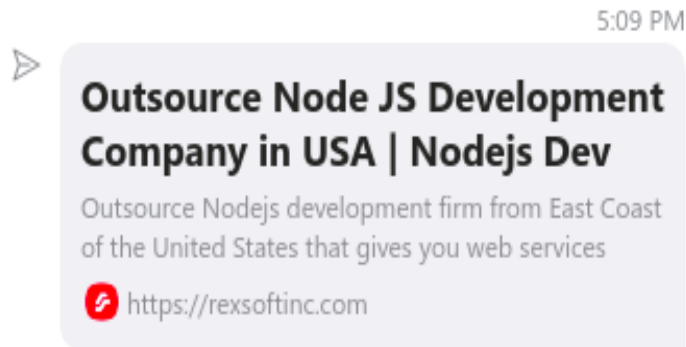 5:09 PM
Outsource Node JS Development
Company in USA | Nodejs Dev
Outsource Nodejs development firm from East Coast
of the United States that gives you web services
https://rexsoftinc.com